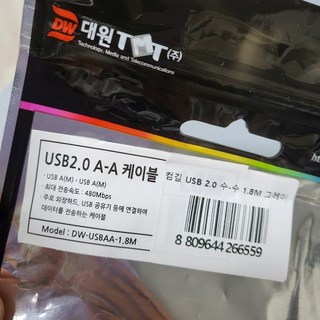 DW 대원TMT(주)
Technology, Media and Telecommunications
USB2.0 A-A 케이블
· USB A(M) - USB A(M)
· 최대 전송속도 : 480Mbps
· 주로 외장하드, USB 공유기 등에 연결하여
데이터를 전송하는 케이블
Model : DW-USBAA-1.8M
컴길 USB 2.0 수-수 1.8M 그레이
8 809644 266559